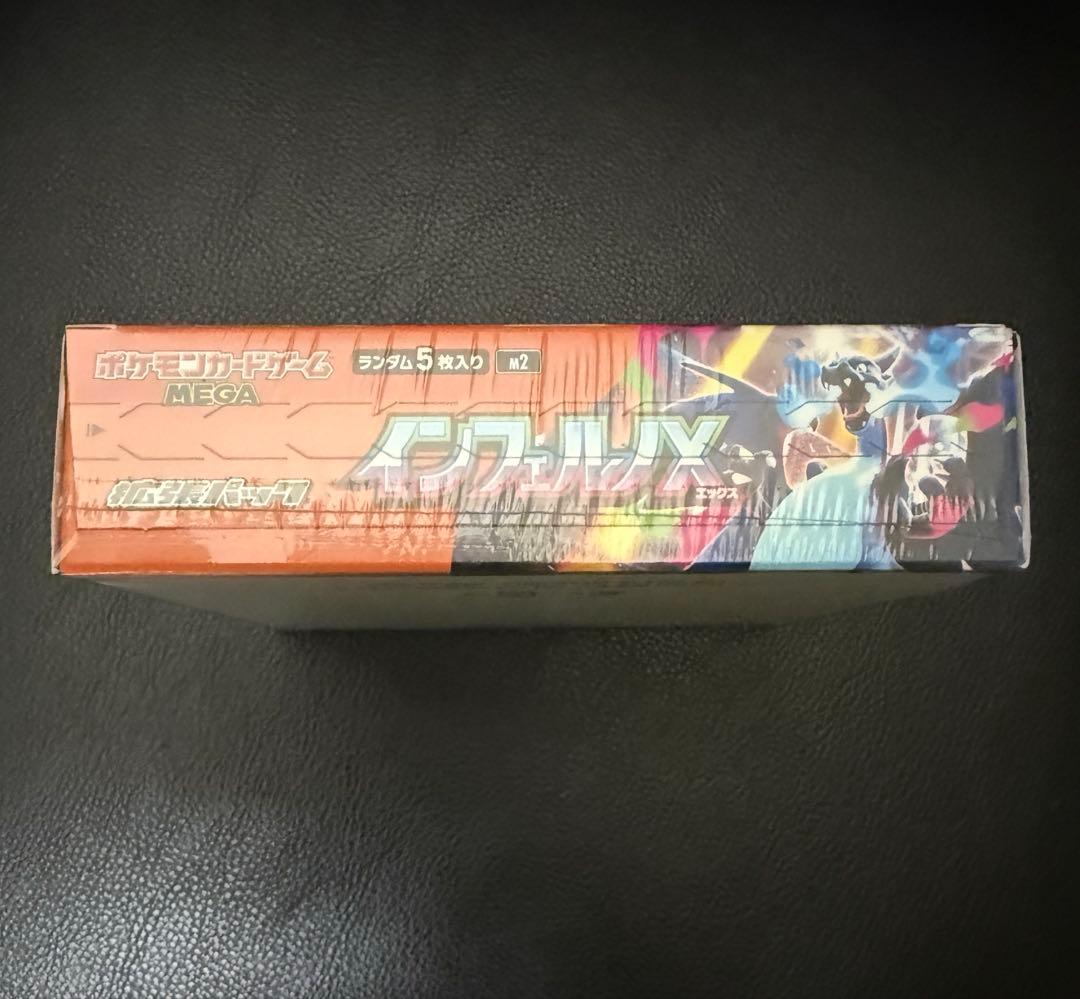 ポケモンカードゲーム
MEGA
ランダム5枚入り M2
インフェルノX
エックス
拡張パック